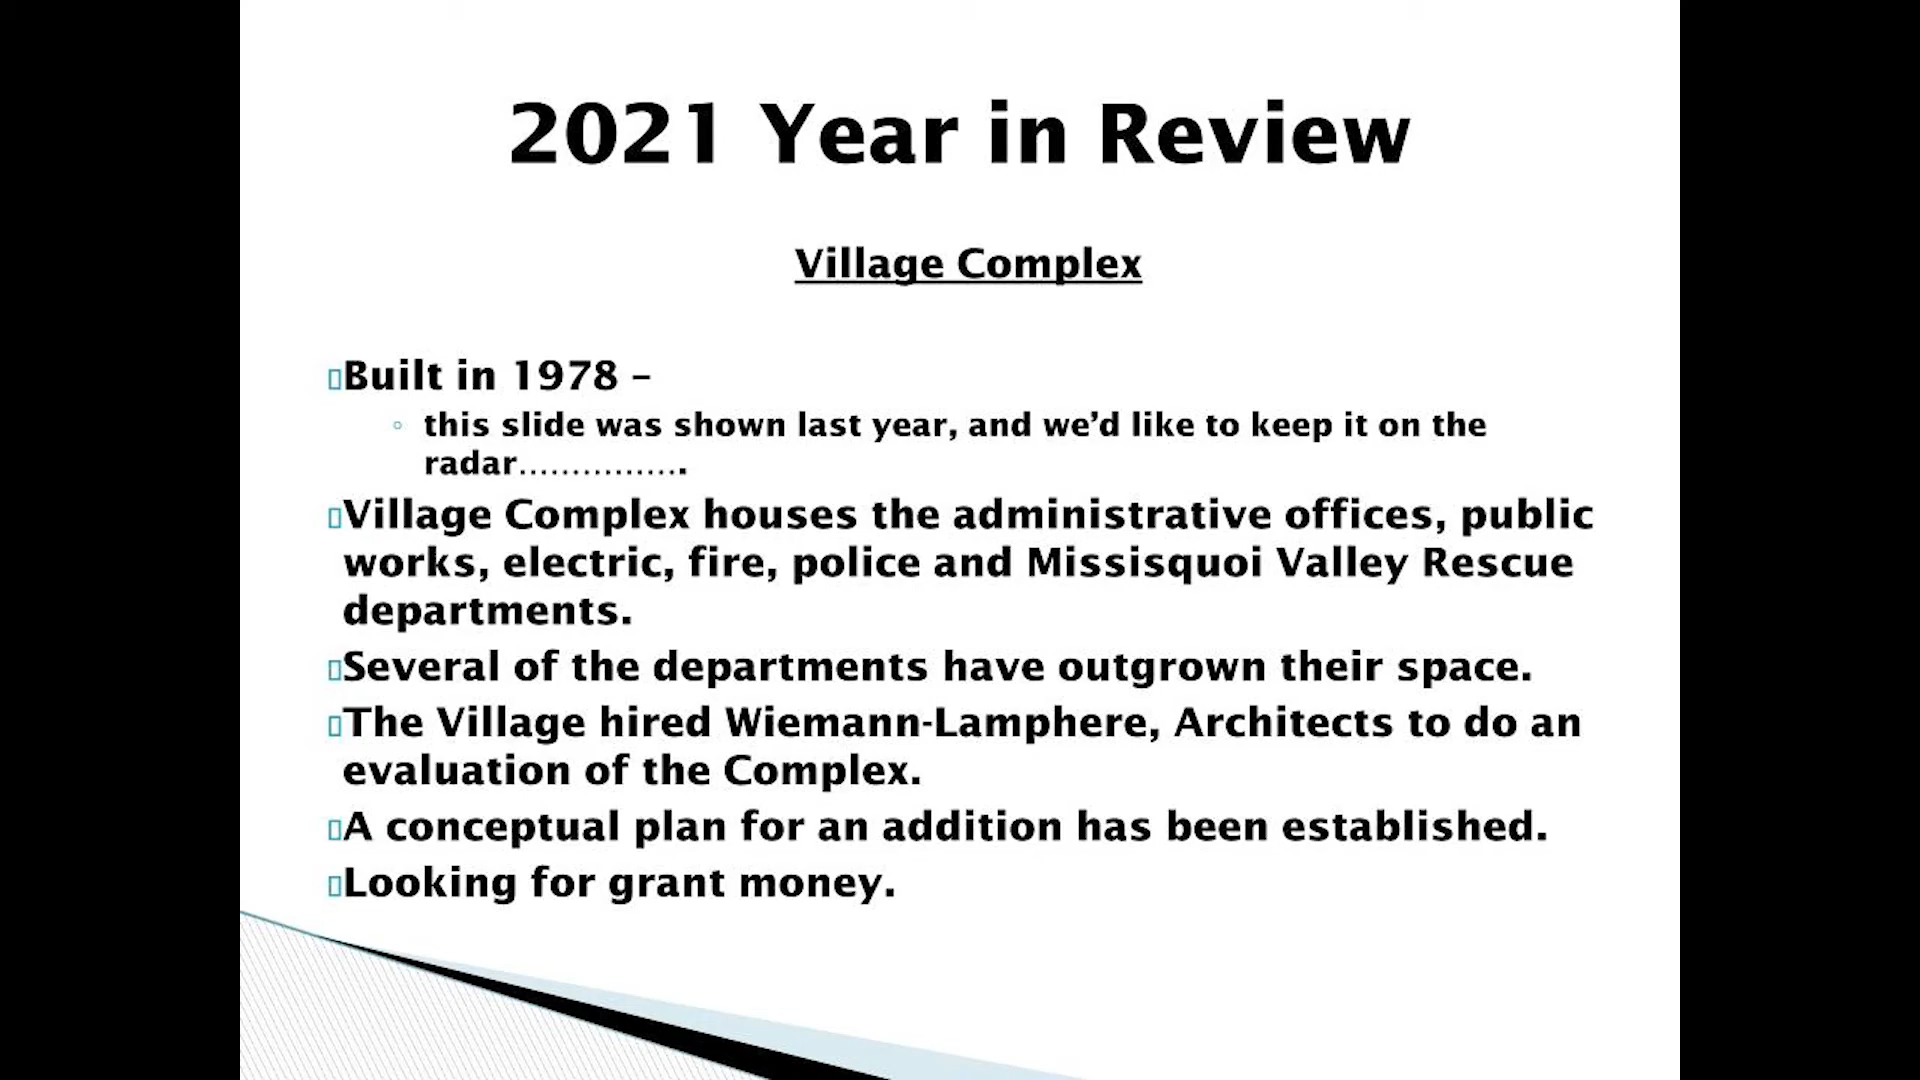 2021 Year in Review
Village Complex
Built in 1978 –
this slide was shown last year, and we’d like to keep it on the
radar…………….
Village Complex houses the administrative offices, public
works, electric, fire, police and Missisquoi Valley Rescue
departments.
Several of the departments have outgrown their space.
The Village hired Wiemann-Lamphere, Architects to do an
evaluation of the Complex.
A conceptual plan for an addition has been established.
Looking for grant money.